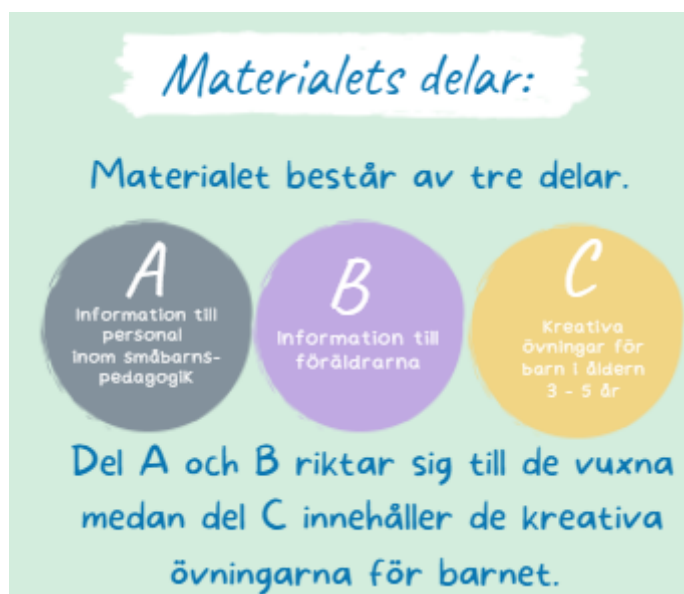 Materialets delar:
Materialet består av tre delar.
A
Information till
personal
inom småbarns-
pedagogik
B
Information till
föräldrarna
C
Kreativa
övningar för
barn i åldern
3 - 5 år
Del A och B riktar sig till de vuxna
medan del C innehåller de kreativa
övningarna för barnet.